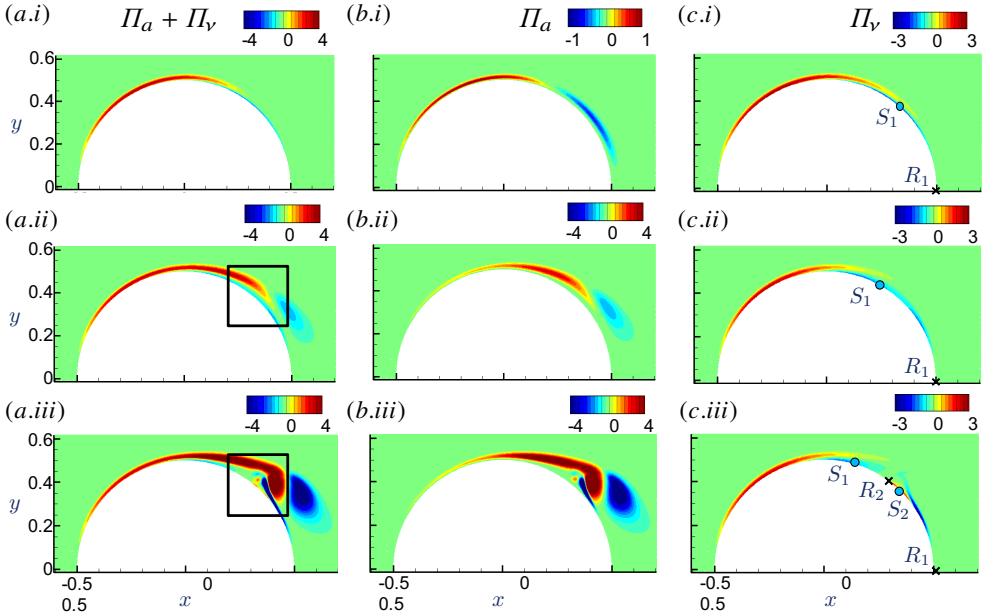 (a.i) Π_a + Π_ν -4 0 4 (b.i) Π_a -1 0 1 (c.i) Π_ν -3 0 3
0.6
0.4
y
0.2
0
S_1
R_1
(a.ii) -4 0 4 (b.ii) -4 0 4 (c.ii) -3 0 3
0.6
0.4
y
0.2
0
S_1
R_1
(a.iii) -4 0 4 (b.iii) -4 0 4 (c.iii) -3 0 3
0.6
0.4
y
0.2
0
S_1 R_2 S_2
R_1
-0.5 0 -0.5 0 -0.5 0
0.5 x 0.5 x 0.5 x